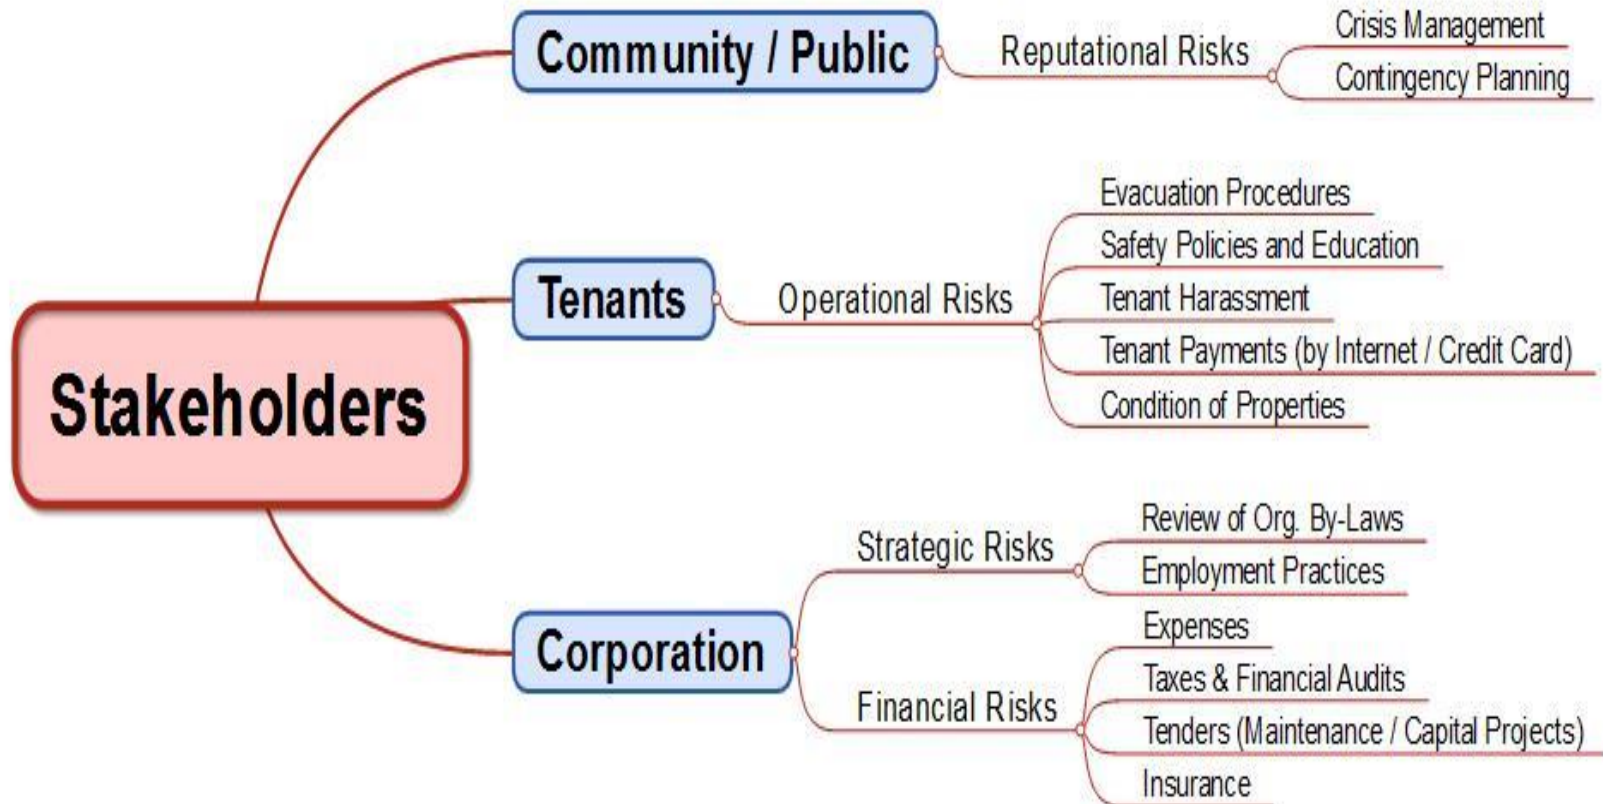 Stakeholders
Community / Public
Reputational Risks
Crisis Management
Contingency Planning
Tenants
Operational Risks
Evacuation Procedures
Safety Policies and Education
Tenant Harassment
Tenant Payments (by Internet / Credit Card)
Condition of Properties
Corporation
Strategic Risks
Review of Org. By-Laws
Employment Practices
Financial Risks
Expenses
Taxes & Financial Audits
Tenders (Maintenance / Capital Projects)
Insurance